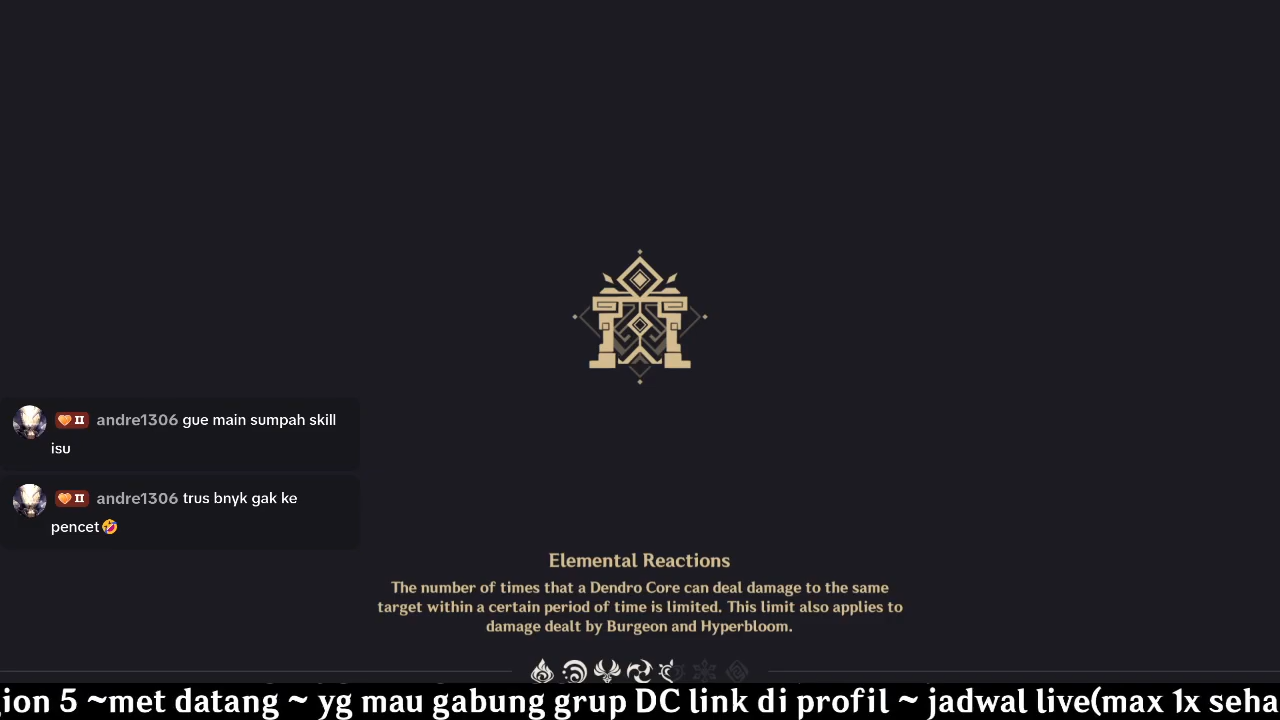 andre1306 gue main sumpah skill
isu
andre1306 trus bnyk gak ke
pencet🤣
Elemental Reactions
The number of times that a Dendro Core can deal damage to the same
target within a certain period of time is limited. This limit also applies to
damage dealt by Burgeon and Hyperbloom.
gion 5 ~met datang ~ yg mau gabung grup DC link di profil ~ jadwal live(max 1x seha